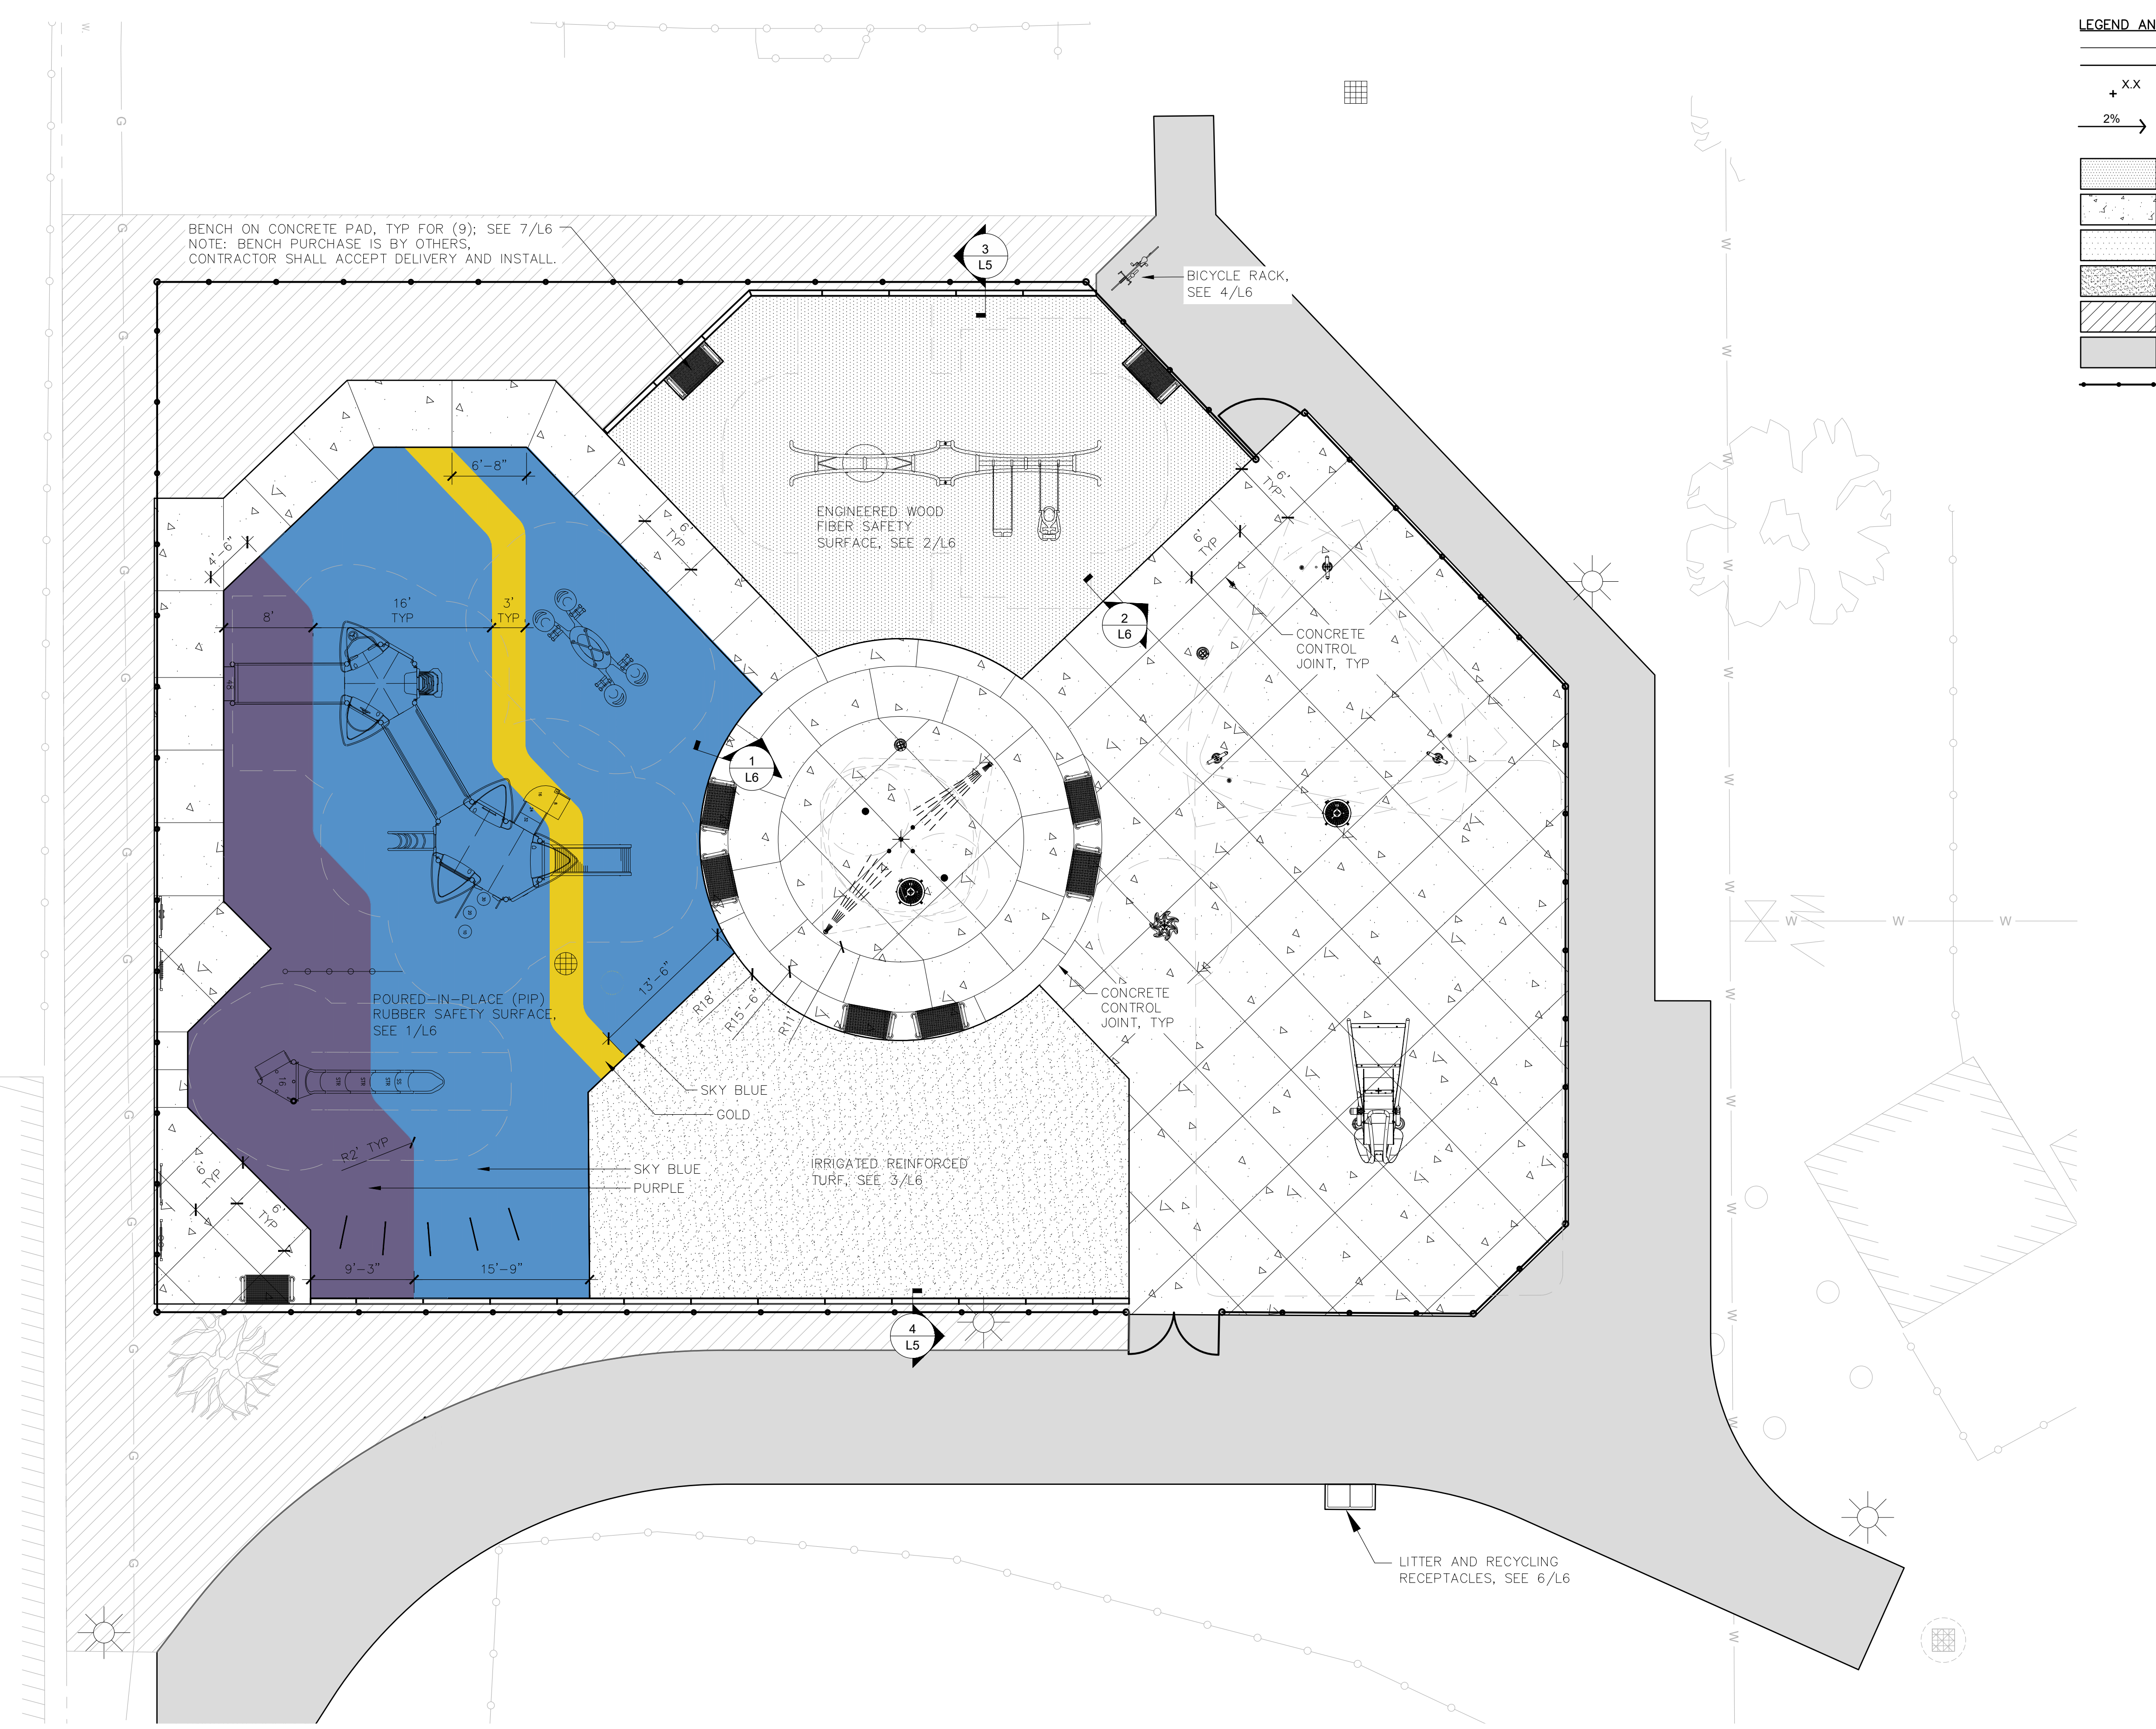 LEGEND AN
X.X
2%
W
G
BENCH ON CONCRETE PAD, TYP FOR (9); SEE 7/L6
NOTE: BENCH PURCHASE IS BY OTHERS,
CONTRACTOR SHALL ACCEPT DELIVERY AND INSTALL.
3
L5
BICYCLE RACK,
SEE 4/L6
6'-8"
ENGINEERED WOOD
FIBER SAFETY
SURFACE, SEE 2/L6
6'
TYP
6'
TYP
6'
TYP
4'-6"
8'
16'
TYP
3'
TYP
2
L6
CONCRETE
CONTROL
JOINT, TYP
48
1
L6
13'-6"
R18'
R15'-6"
R11'
POURED-IN-PLACE (PIP)
RUBBER SAFETY SURFACE,
SEE 1/L6
CONCRETE
CONTROL
JOINT, TYP
16
SKY BLUE
GOLD
R2' TYP
SKY BLUE
PURPLE
IRRIGATED REINFORCED
TURF, SEE 3/L6
6'
TYP
6'
TYP
9'-3"
15'-9"
4
L5
LITTER AND RECYCLING
RECEPTACLES, SEE 6/L6